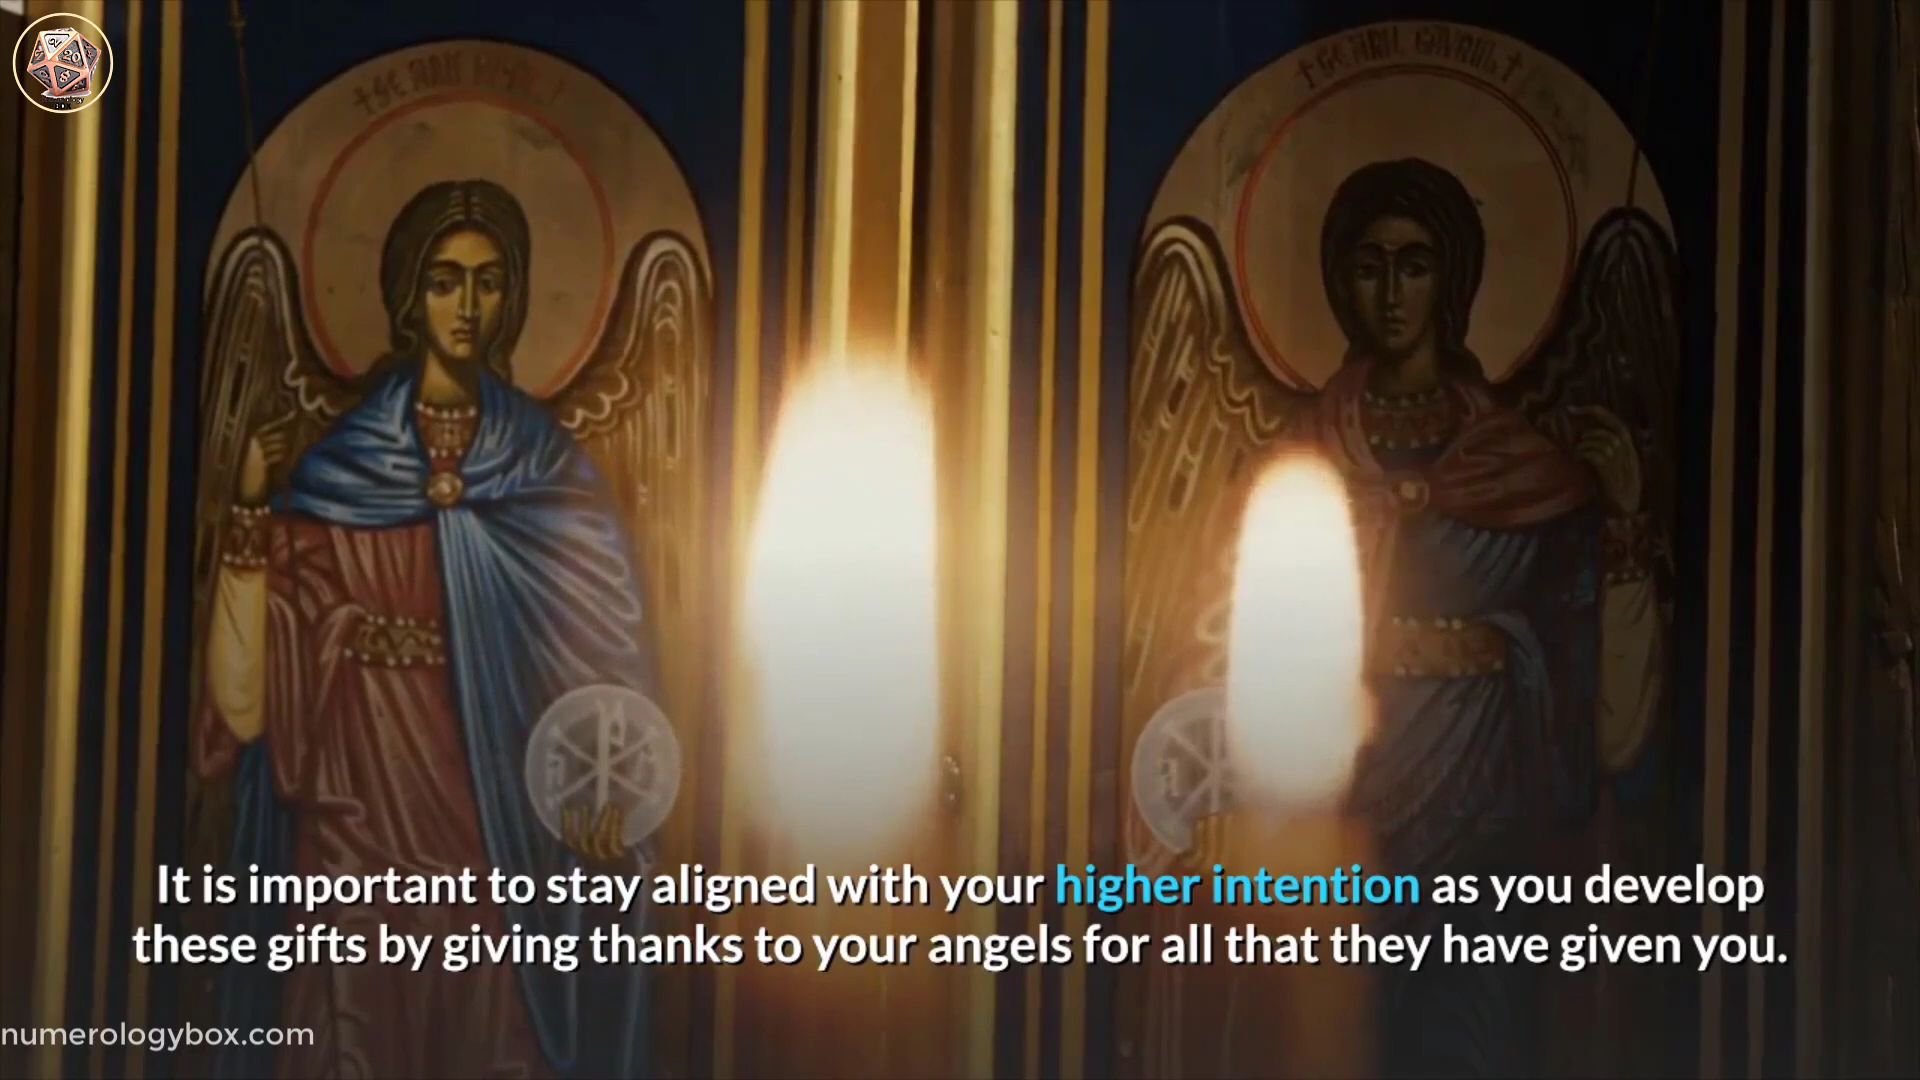 20
It is important to stay aligned with your higher intention as you develop
these gifts by giving thanks to your angels for all that they have given you.
numerologybox.com